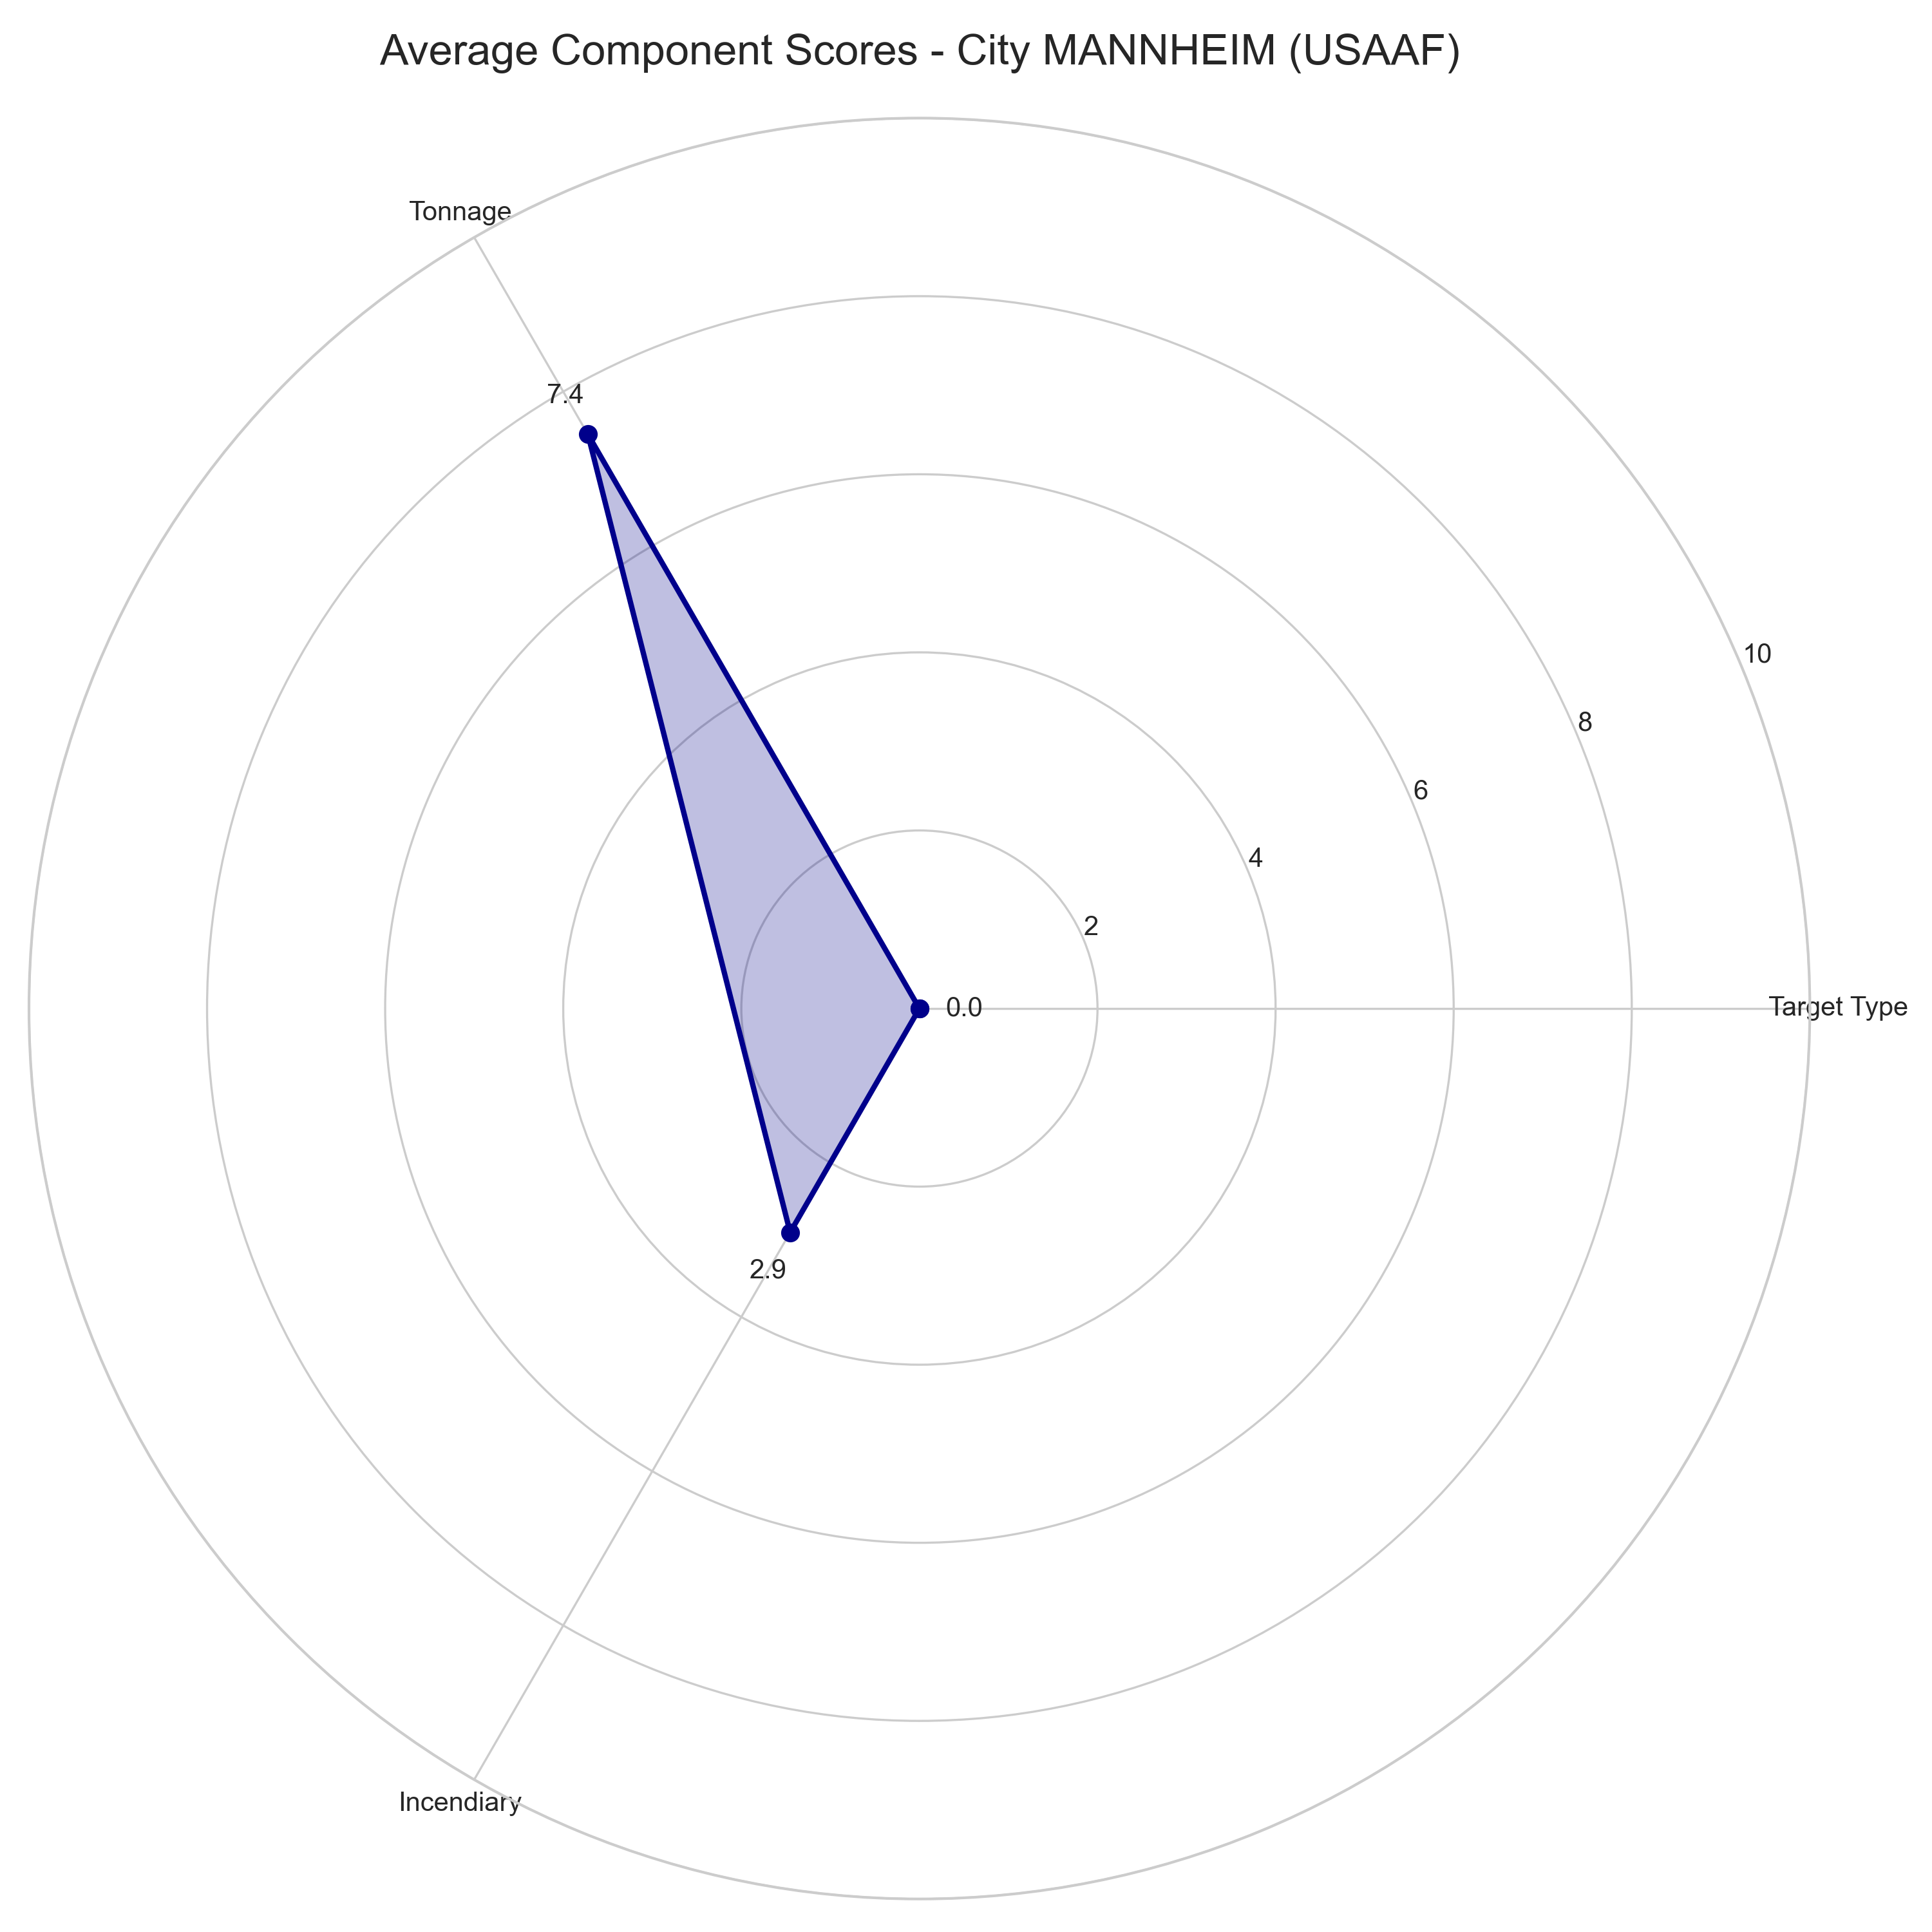 Average Component Scores - City MANNHEIM (USAAF)
Tonnage
7.4
10
8
6
4
2
0.0
Target Type
2.9
Incendiary